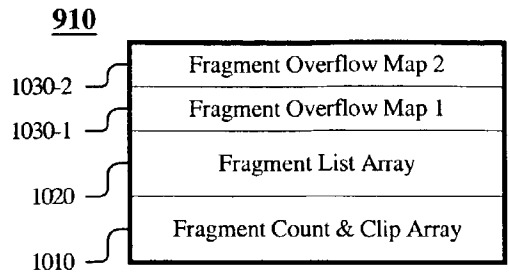 910
1030-2 Fragment Overflow Map 2
1030-1 Fragment Overflow Map 1
1020 Fragment List Array
1010 Fragment Count & Clip Array